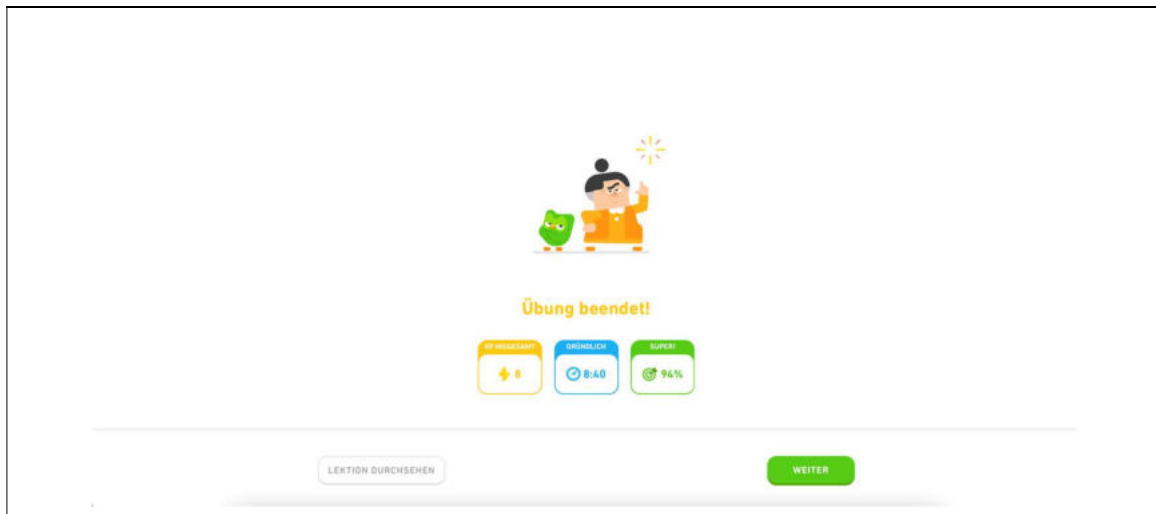 Übung beendet!
XP INSGESAMT
GRÜNDLICH
SUPER!
8
8:40
94%
LEKTION DURCHSEHEN
WEITER